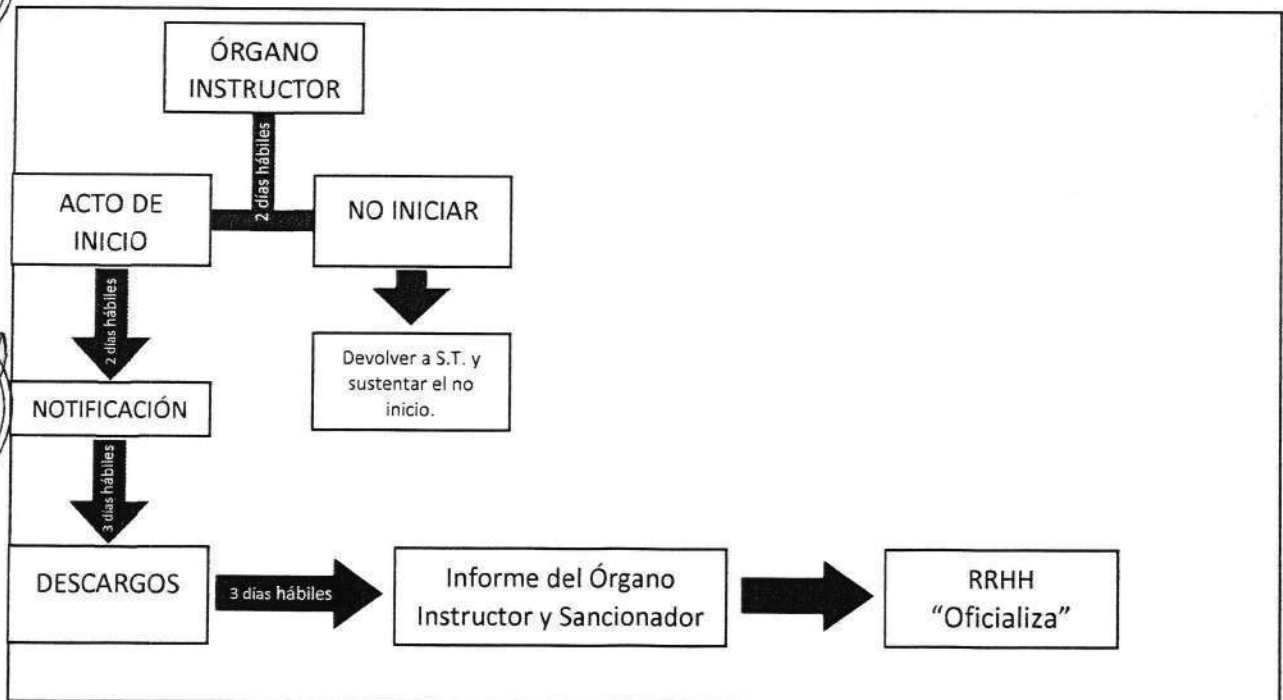 ÓRGANO
INSTRUCTOR
2 días hábiles
ACTO DE
INICIO
NO INICIAR
2 días hábiles
Devolver a S.T. y
sustentar el no
inicio.
NOTIFICACIÓN
3 días hábiles
DESCARGOS
3 días hábiles
Informe del Órgano
Instructor y Sancionador
RRHH
“Oficializa”